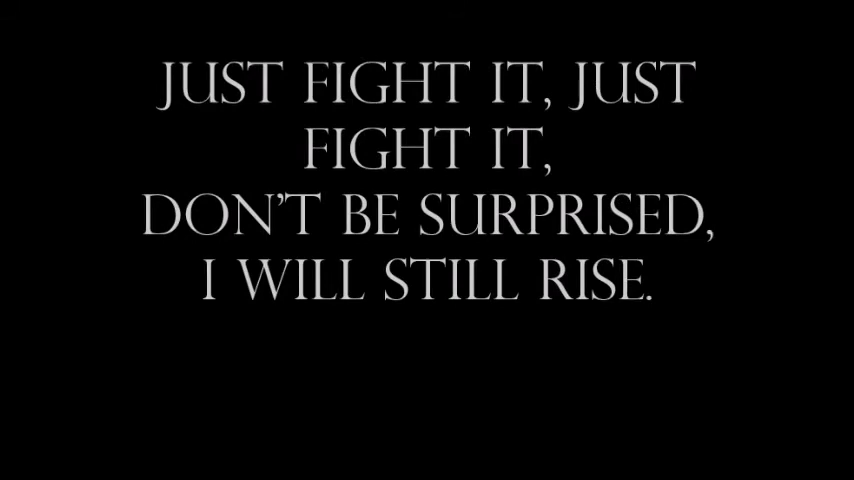 JUST FIGHT IT, JUST
FIGHT IT,
DON'T BE SURPRISED,
I WILL STILL RISE.